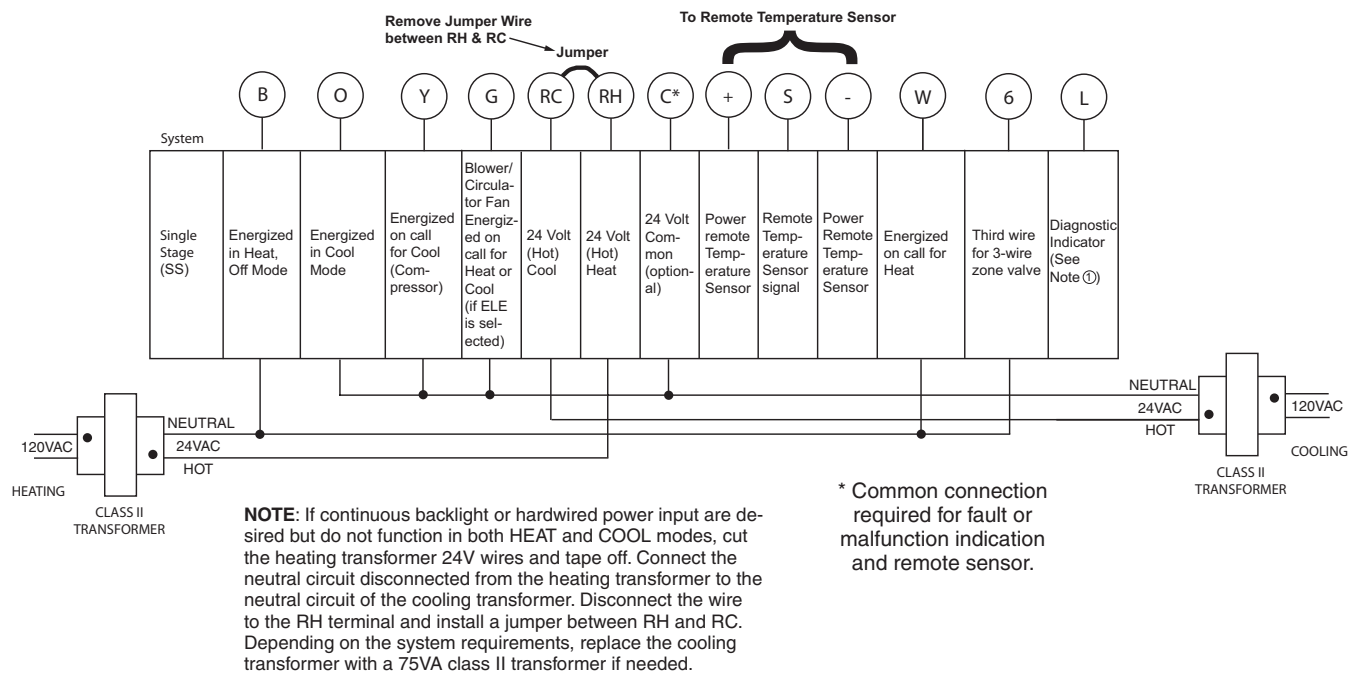 Remove Jumper Wire
between RH & RC
Jumper
To Remote Temperature Sensor
B
O
Y
G
RC
RH
C*
+
S
-
W
6
L
System
Single
Stage
(SS)
Energized
in Heat,
Off Mode
Energized
in Cool
Mode
Energized
on call
for Cool
(Com-
pressor)
Blower/
Circula-
tor Fan
Energiz-
ed on
call for
Heat or
Cool
(if ELE
is sel-
ected)
24 Volt
(Hot)
Cool
24 Volt
(Hot)
Heat
24 Volt
Com-
mon
(option-
al)
Power
remote
Temp-
erature
Sensor
Remote
Temp-
erature
Sensor
signal
Power
Remote
Temp-
erature
Sensor
Energized
on call for
Heat
Third wire
for 3-wire
zone valve
Diagnostic
Indicator
(See
Note ①)
120VAC
HEATING
NEUTRAL
24VAC
HOT
CLASS II
TRANSFORMER
NEUTRAL
24VAC
HOT
120VAC
COOLING
CLASS II
TRANSFORMER
NOTE: If continuous backlight or hardwired power input are de-
sired but do not function in both HEAT and COOL modes, cut
the heating transformer 24V wires and tape off. Connect the
neutral circuit disconnected from the heating transformer to the
neutral circuit of the cooling transformer. Disconnect the wire
to the RH terminal and install a jumper between RH and RC.
Depending on the system requirements, replace the cooling
transformer with a 75VA class II transformer if needed.
* Common connection
required for fault or
malfunction indication
and remote sensor.